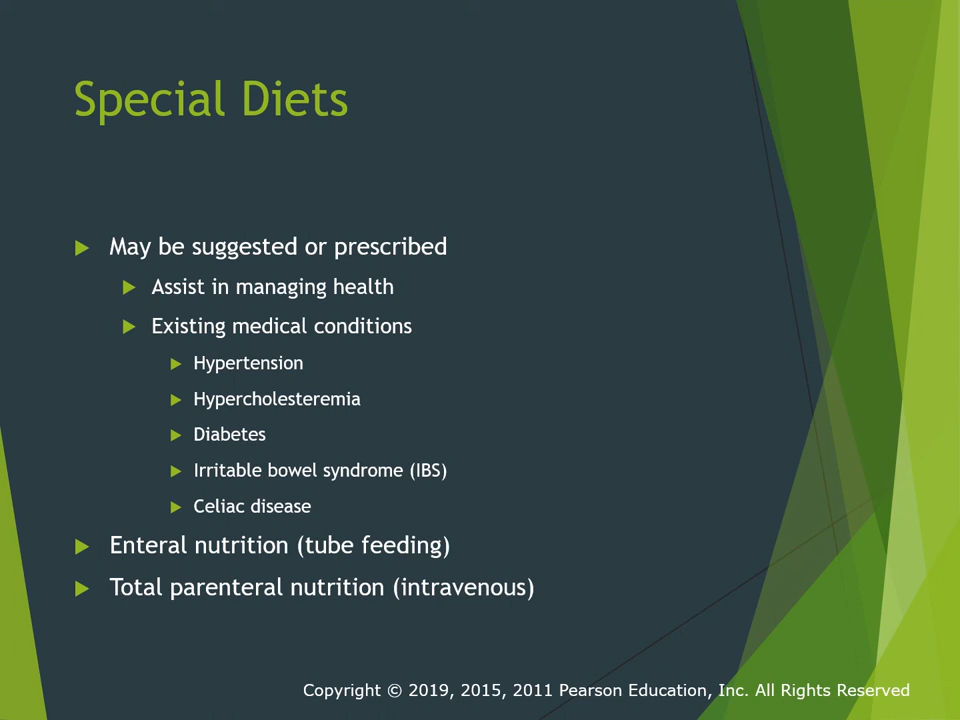 Special Diets
May be suggested or prescribed
Assist in managing health
Existing medical conditions
Hypertension
Hypercholesteremia
Diabetes
Irritable bowel syndrome (IBS)
Celiac disease
Enteral nutrition (tube feeding)
Total parenteral nutrition (intravenous)
Copyright © 2019, 2015, 2011 Pearson Education, Inc. All Rights Reserved